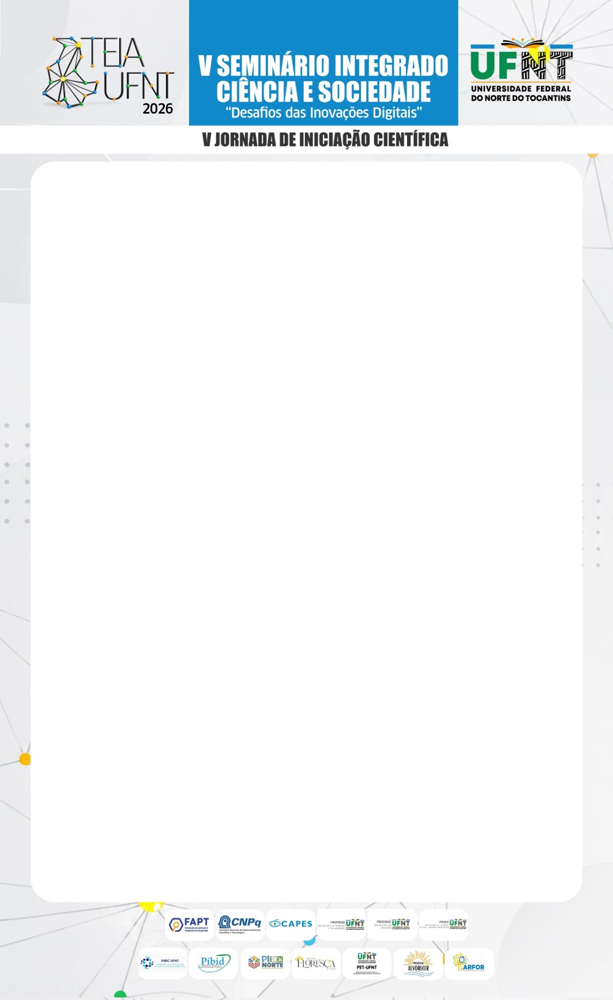 TEIA
UFNT
2026
V SEMINÁRIO INTEGRADO
CIÊNCIA E SOCIEDADE
“Desafios das Inovações Digitais”
UFNT
UNIVERSIDADE FEDERAL
DO NORTE DO TOCANTINS
V JORNADA DE INICIAÇÃO CIENTÍFICA
FAPT
CNPq
CAPES
PROPESQ
UFNT
PROGRAD
UFNT
PROEX
UFNT
PIBIC UFNT
Pibid
NORTE
FLORESÇA
UFNT
PET-UFNT
PROGRAMA
ALVORECER
PARFOR